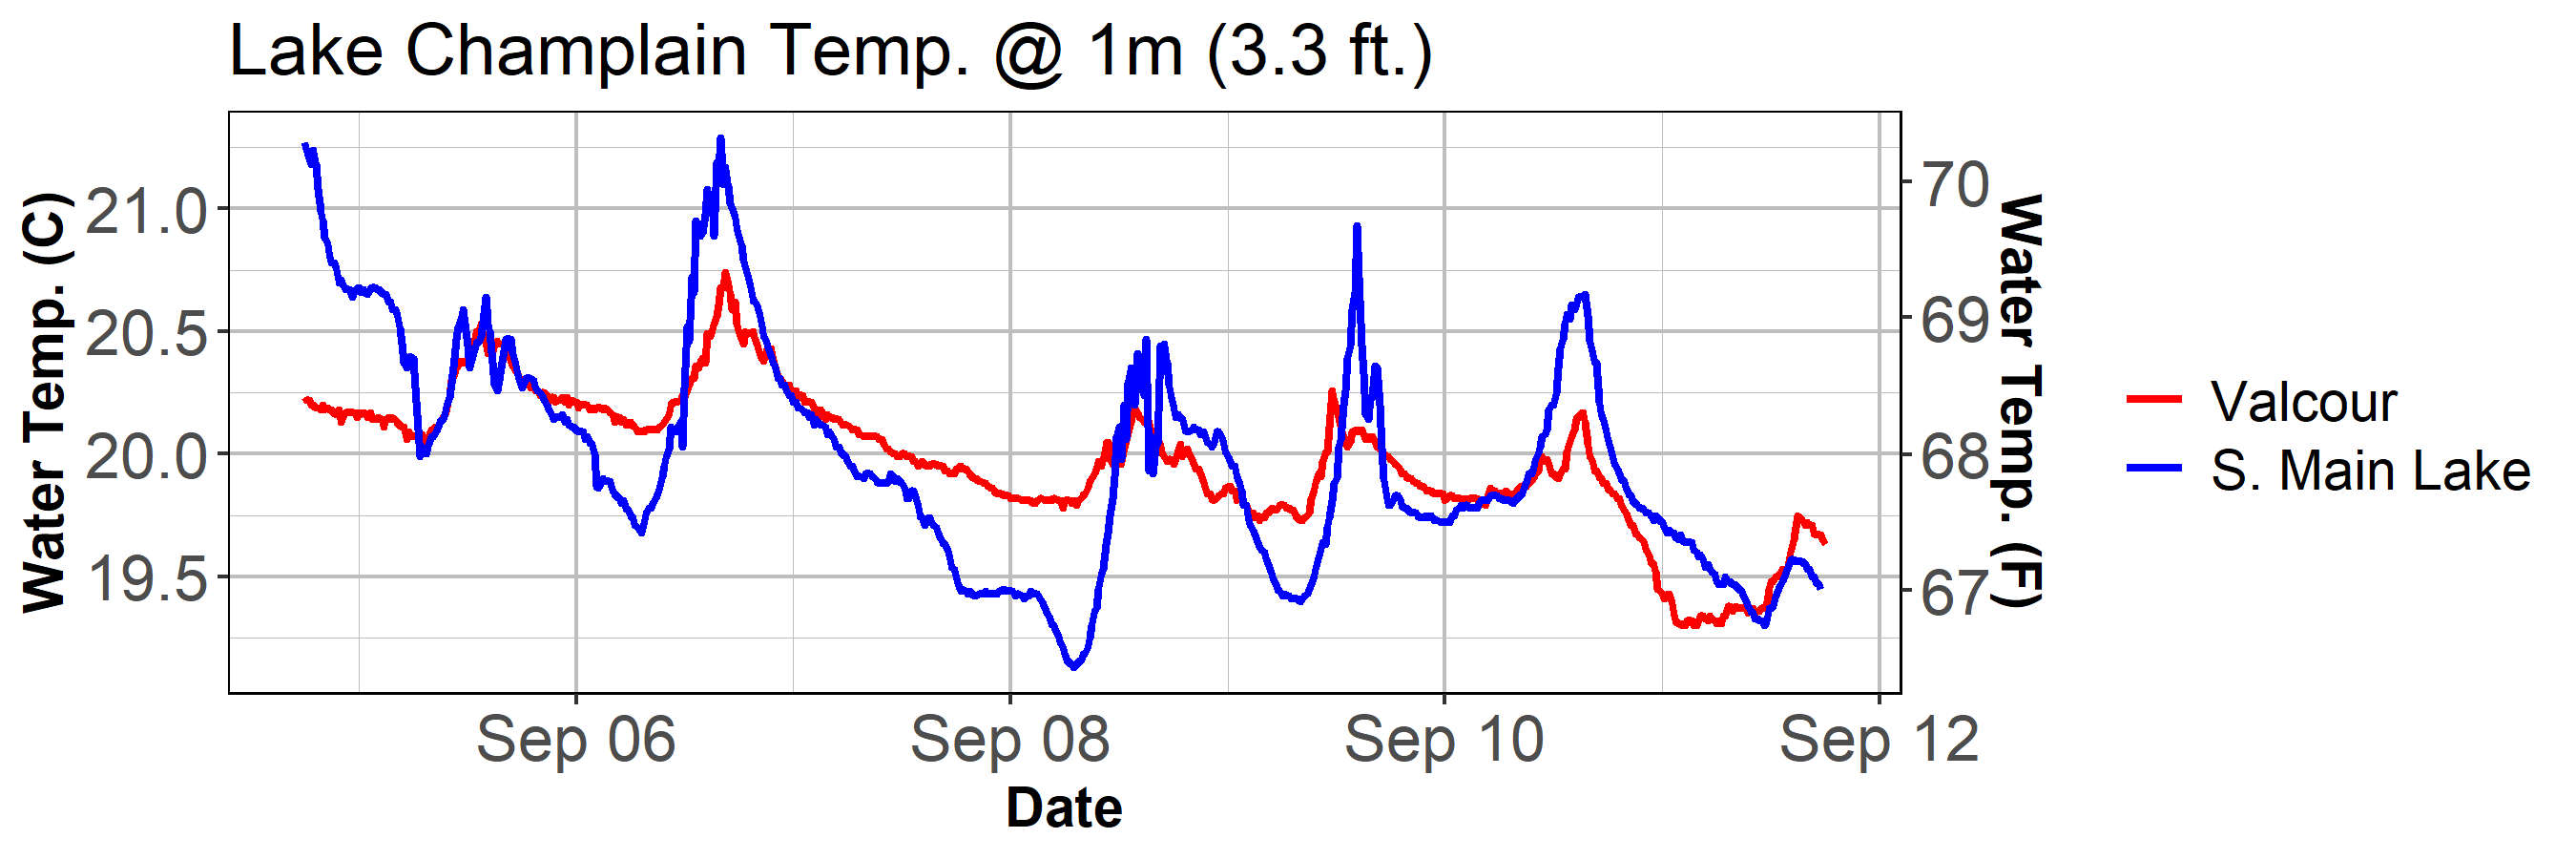 Lake Champlain Temp. @ 1m (3.3 ft.)
Water Temp. (C)
21.0
20.5
20.0
19.5
70
69
68
67
Water Temp. (F)
Sep 06
Sep 08
Sep 10
Sep 12
Date
Valcour
S. Main Lake